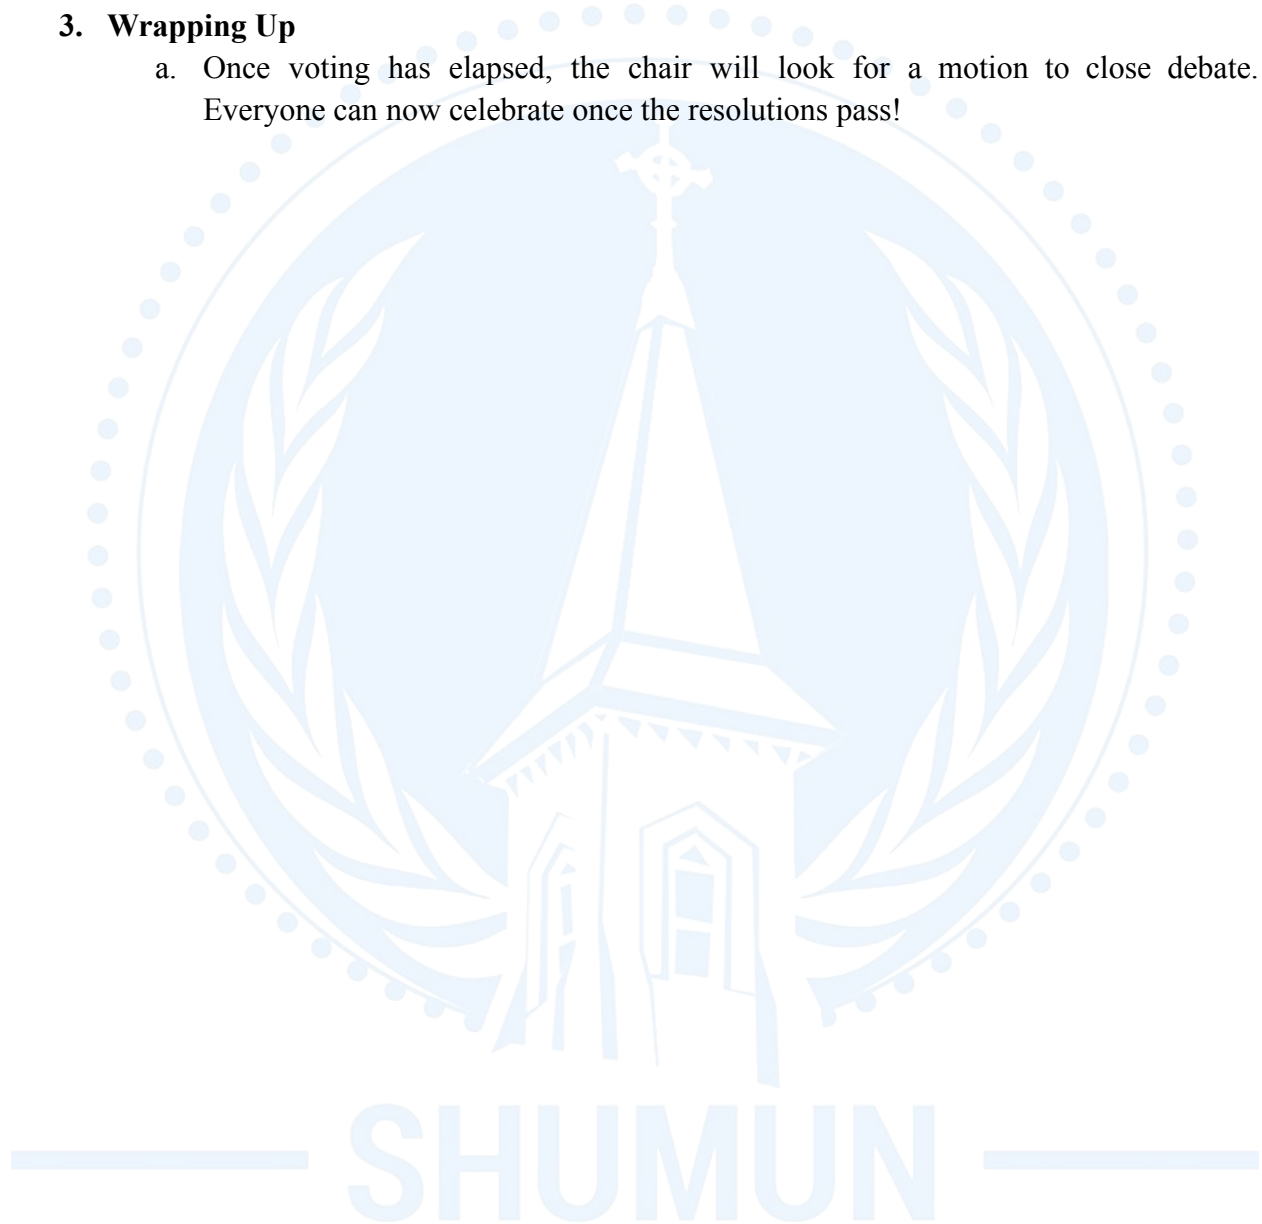 3. Wrapping Up
a. Once voting has elapsed, the chair will look for a motion to close debate.
Everyone can now celebrate once the resolutions pass!
SHUMUN